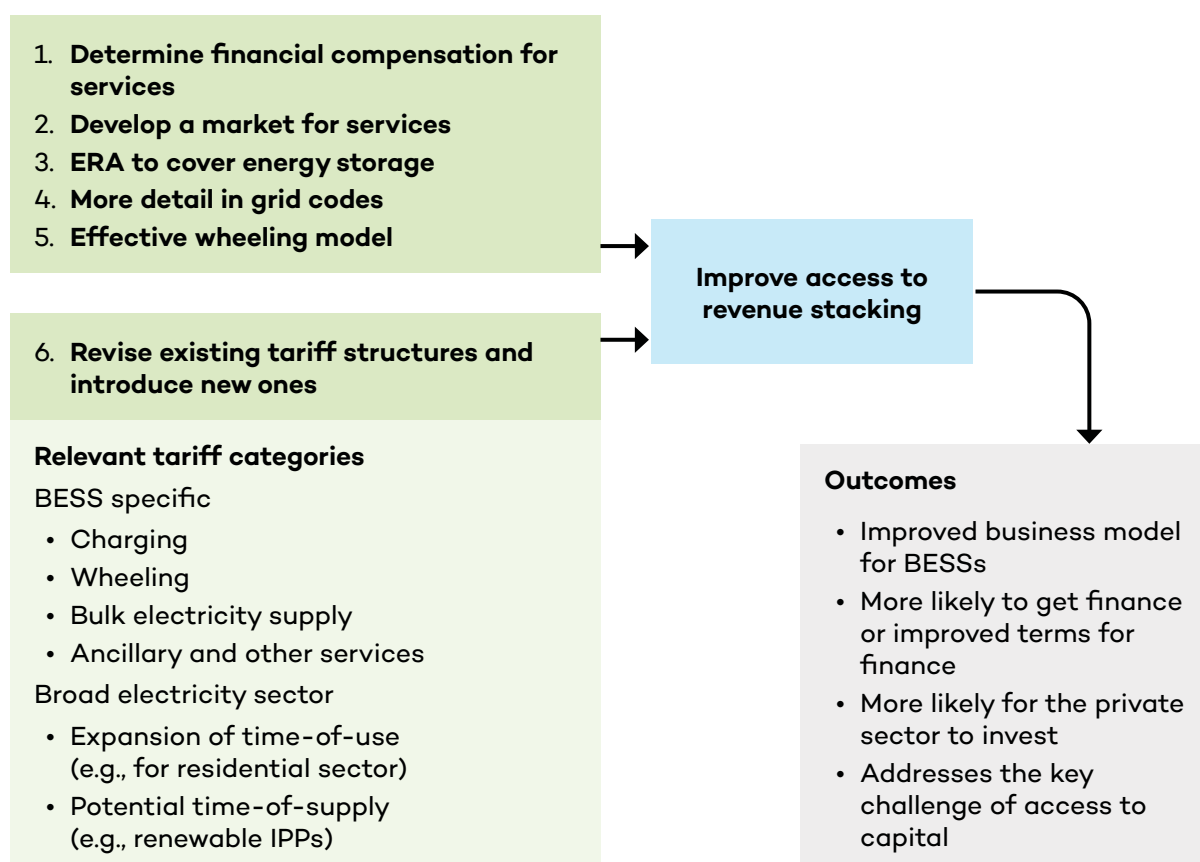 1. Determine financial compensation for
services
2. Develop a market for services
3. ERA to cover energy storage
4. More detail in grid codes
5. Effective wheeling model
6. Revise existing tariff structures and
introduce new ones
Relevant tariff categories
BESS specific
• Charging
• Wheeling
• Bulk electricity supply
• Ancillary and other services
Broad electricity sector
• Expansion of time-of-use
(e.g., for residential sector)
• Potential time-of-supply
(e.g., renewable IPPs)
Improve access to
revenue stacking
Outcomes
• Improved business model
for BESSs
• More likely to get finance
or improved terms for
finance
• More likely for the private
sector to invest
• Addresses the key
challenge of access to
capital